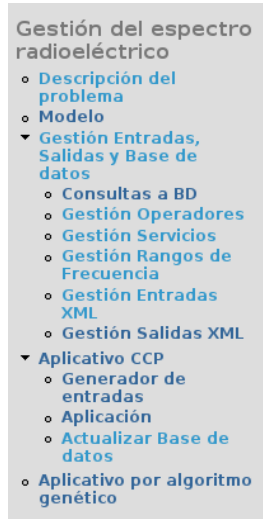 Gestión del espectro
radioeléctrico
Descripción del
problema
Modelo
Gestión Entradas,
Salidas y Base de
datos
Consultas a BD
Gestión Operadores
Gestión Servicios
Gestión Rangos de
Frecuencia
Gestión Entradas
XML
Gestión Salidas XML
Aplicativo CCP
Generador de
entradas
Aplicación
Actualizar Base de
datos
Aplicativo por algoritmo
genético